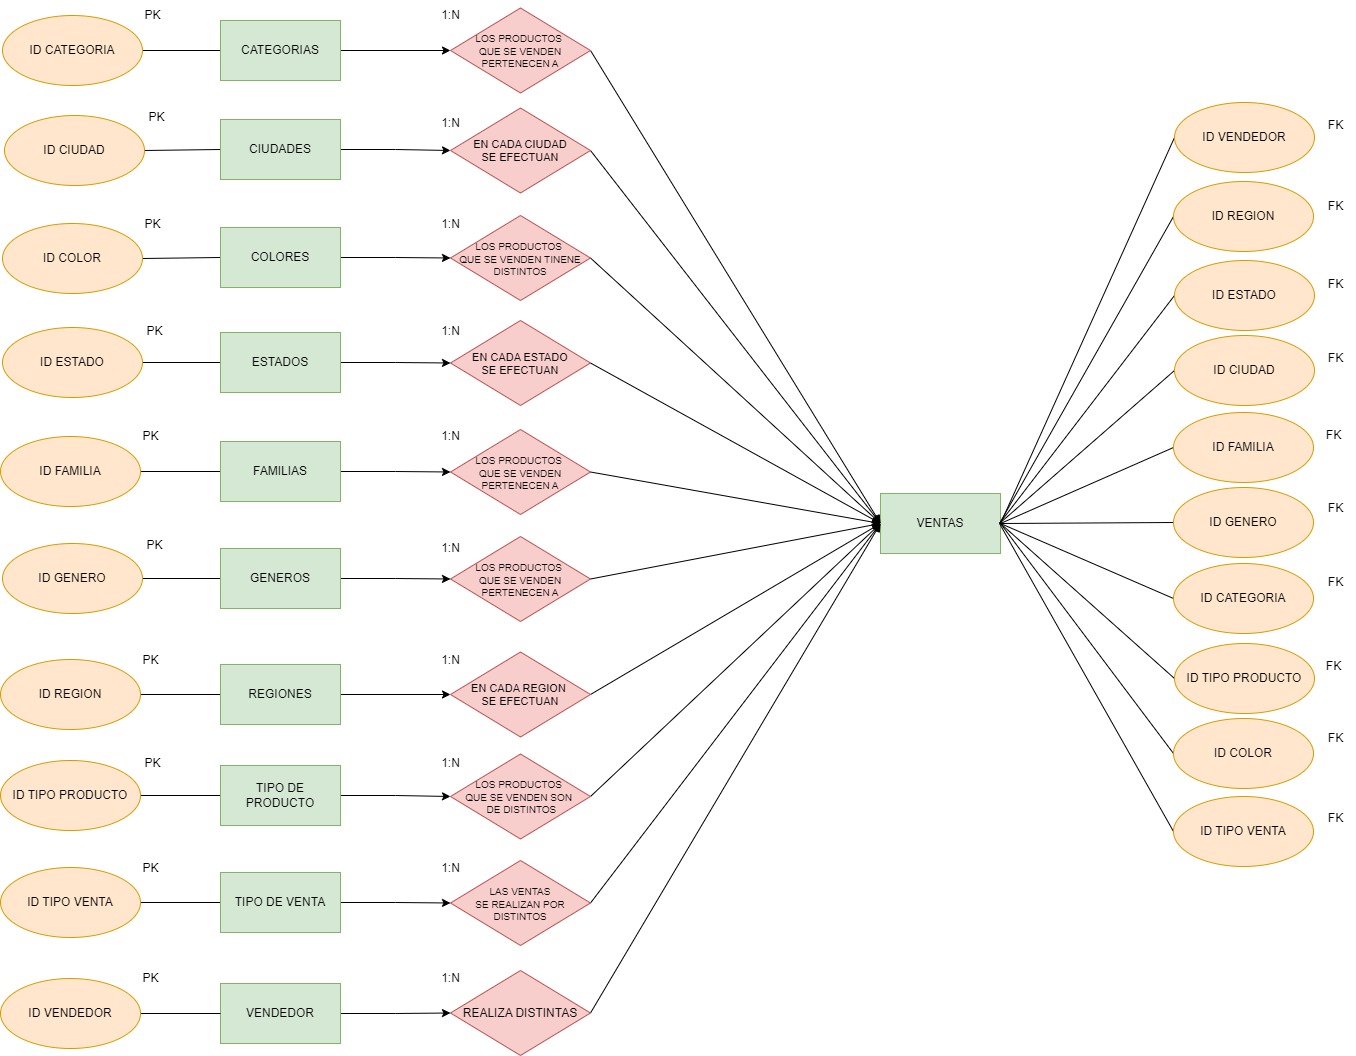 PK
1:N
ID CATEGORIA
CATEGORIAS
LOS PRODUCTOS
QUE SE VENDEN
PERTENECEN A
PK
1:N
ID CIUDAD
CIUDADES
EN CADA CIUDAD
SE EFECTUAN
PK
1:N
ID COLOR
COLORES
LOS PRODUCTOS
QUE SE VENDEN TINENE
DISTINTOS
PK
1:N
ID ESTADO
ESTADOS
EN CADA ESTADO
SE EFECTUAN
PK
1:N
ID FAMILIA
FAMILIAS
LOS PRODUCTOS
QUE SE VENDEN
PERTENECEN A
PK
1:N
ID GENERO
GENEROS
LOS PRODUCTOS
QUE SE VENDEN
PERTENECEN A
PK
1:N
ID REGION
REGIONES
EN CADA REGION
SE EFECTUAN
PK
1:N
ID TIPO PRODUCTO
TIPO DE
PRODUCTO
LOS PRODUCTOS
QUE SE VENDEN SON
DE DISTINTOS
PK
1:N
ID TIPO VENTA
TIPO DE VENTA
LAS VENTAS
SE REALIZAN POR
DISTINTOS
PK
1:N
ID VENDEDOR
VENDEDOR
REALIZA DISTINTAS
VENTAS
ID VENDEDOR
FK
ID REGION
FK
ID ESTADO
FK
ID CIUDAD
FK
ID FAMILIA
FK
ID GENERO
FK
ID CATEGORIA
FK
ID TIPO PRODUCTO
FK
ID COLOR
FK
ID TIPO VENTA
FK